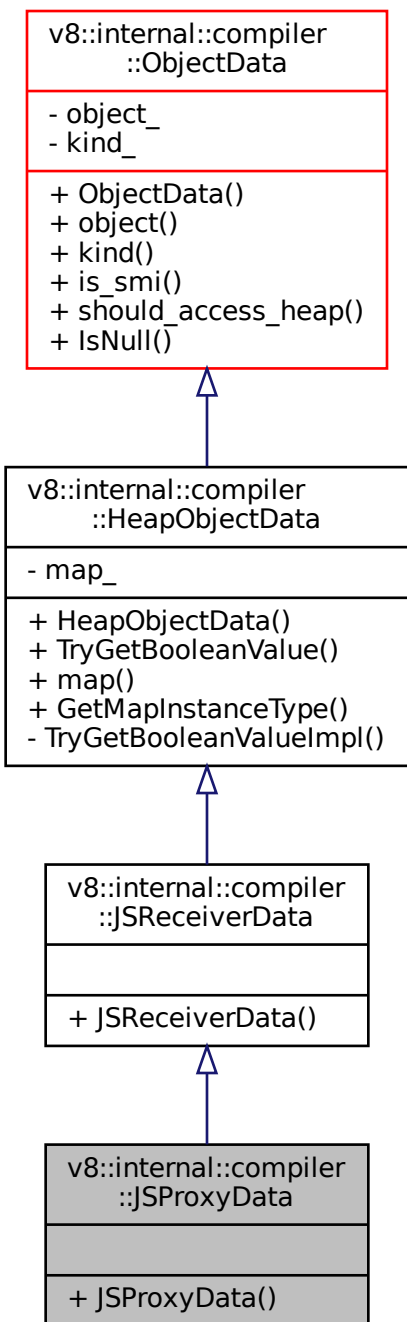 v8::internal::compiler
::ObjectData
- object_
- kind_
+ ObjectData()
+ object()
+ kind()
+ is_smi()
+ should_access_heap()
+ IsNull()
v8::internal::compiler
::HeapObjectData
- map_
+ HeapObjectData()
+ TryGetBooleanValue()
+ map()
+ GetMapInstanceType()
- TryGetBooleanValueImpl()
v8::internal::compiler
::JSReceiverData
+ JSReceiverData()
v8::internal::compiler
::JSProxyData
+ JSProxyData()